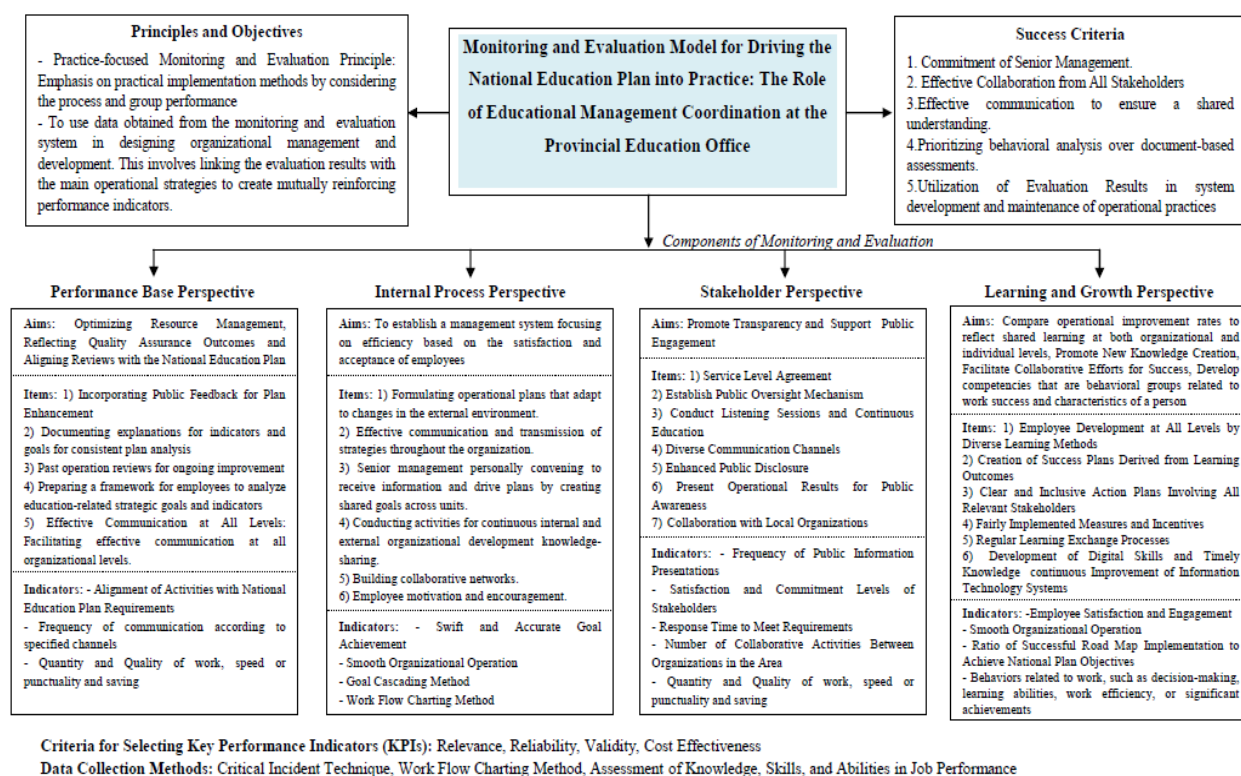 Principles and Objectives
- Practice-focused Monitoring and Evaluation Principle:
Emphasis on practical implementation methods by considering
the process and group performance
- To use data obtained from the monitoring and evaluation
system in designing organizational management and
development. This involves linking the evaluation results with
the main operational strategies to create mutually reinforcing
performance indicators.
Monitoring and Evaluation Model for Driving the
National Education Plan into Practice: The Role
of Educational Management Coordination at the
Provincial Education Office
Success Criteria
1. Commitment of Senior Management.
2. Effective Collaboration from All Stakeholders
3.Effective communication to ensure a shared
understanding.
4.Prioritizing behavioral analysis over document-based
assessments.
5.Utilization of Evaluation Results in system
development and maintenance of operational practices
Components of Monitoring and Evaluation
Performance Base Perspective
Aims: Optimizing Resource Management,
Reflecting Quality Assurance Outcomes and
Aligning Reviews with the National Education Plan
Items: 1) Incorporating Public Feedback for Plan
Enhancement
2) Documenting explanations for indicators and
goals for consistent plan analysis
3) Past operation reviews for ongoing improvement
4) Preparing a framework for employees to analyze
education-related strategic goals and indicators
5) Effective Communication at All Levels:
Facilitating effective communication at all
organizational levels.
Indicators: - Alignment of Activities with National
Education Plan Requirements
- Frequency of communication according to
specified channels
- Quantity and Quality of work, speed or
punctuality and saving
Internal Process Perspective
Aims: To establish a management system focusing
on efficiency based on the satisfaction and
acceptance of employees
Items: 1) Formulating operational plans that adapt
to changes in the external environment.
2) Effective communication and transmission of
strategies throughout the organization.
3) Senior management personally convening to
receive information and drive plans by creating
shared goals across units.
4) Conducting activities for continuous internal and
external organizational development knowledge-
sharing.
5) Building collaborative networks.
6) Employee motivation and encouragement.
Indicators: - Swift and Accurate Goal
Achievement
- Smooth Organizational Operation
- Goal Cascading Method
- Work Flow Charting Method
Stakeholder Perspective
Aims: Promote Transparency and Support Public
Engagement
Items: 1) Service Level Agreement
2) Establish Public Oversight Mechanism
3) Conduct Listening Sessions and Continuous
Education
4) Diverse Communication Channels
5) Enhanced Public Disclosure
6) Present Operational Results for Public
Awareness
7) Collaboration with Local Organizations
Indicators: - Frequency of Public Information
Presentations
- Satisfaction and Commitment Levels of
Stakeholders
- Response Time to Meet Requirements
- Number of Collaborative Activities Between
Organizations in the Area
- Quantity and Quality of work, speed or
punctuality and saving
Learning and Growth Perspective
Aims: Compare operational improvement rates to
reflect shared learning at both organizational and
individual levels, Promote New Knowledge Creation,
Facilitate Collaborative Efforts for Success, Develop
competencies that are behavioral groups related to
work success and characteristics of a person
Items: 1) Employee Development at All Levels by
Diverse Learning Methods
2) Creation of Success Plans Derived from Learning
Outcomes
3) Clear and Inclusive Action Plans Involving All
Relevant Stakeholders
4) Fairly Implemented Measures and Incentives
5) Regular Learning Exchange Processes
6) Development of Digital Skills and Timely
Knowledge continuous Improvement of Information
Technology Systems
Indicators: -Employee Satisfaction and Engagement
- Smooth Organizational Operation
- Ratio of Successful Road Map Implementation to
Achieve National Plan Objectives
- Behaviors related to work, such as decision-making,
learning abilities, work efficiency, or significant
achievements
Criteria for Selecting Key Performance Indicators (KPIs): Relevance, Reliability, Validity, Cost Effectiveness
Data Collection Methods: Critical Incident Technique, Work Flow Charting Method, Assessment of Knowledge, Skills, and Abilities in Job Performance